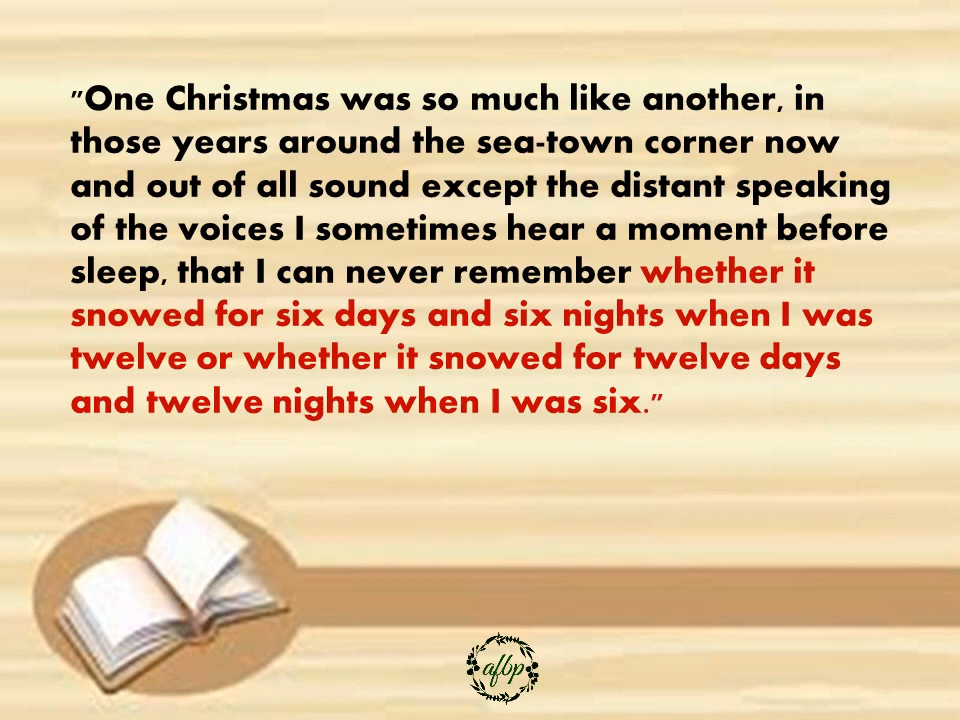 "One Christmas was so much like another, in
those years around the sea-town corner now
and out of all sound except the distant speaking
of the voices I sometimes hear a moment before
sleep, that I can never remember whether it
snowed for six days and six nights when I was
twelve or whether it snowed for twelve days
and twelve nights when I was six."
afbp